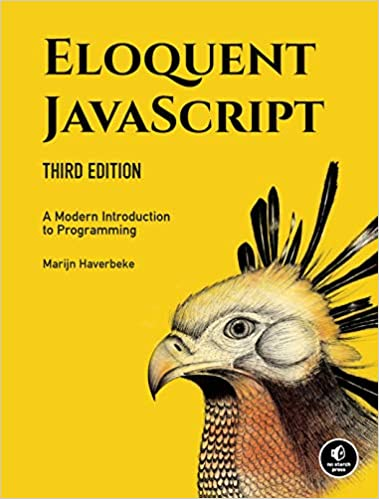 ELOQUENT
JAVASCRIPT
THIRD EDITION
A Modern Introduction
to Programming
Marijn Haverbeke
no starch
press